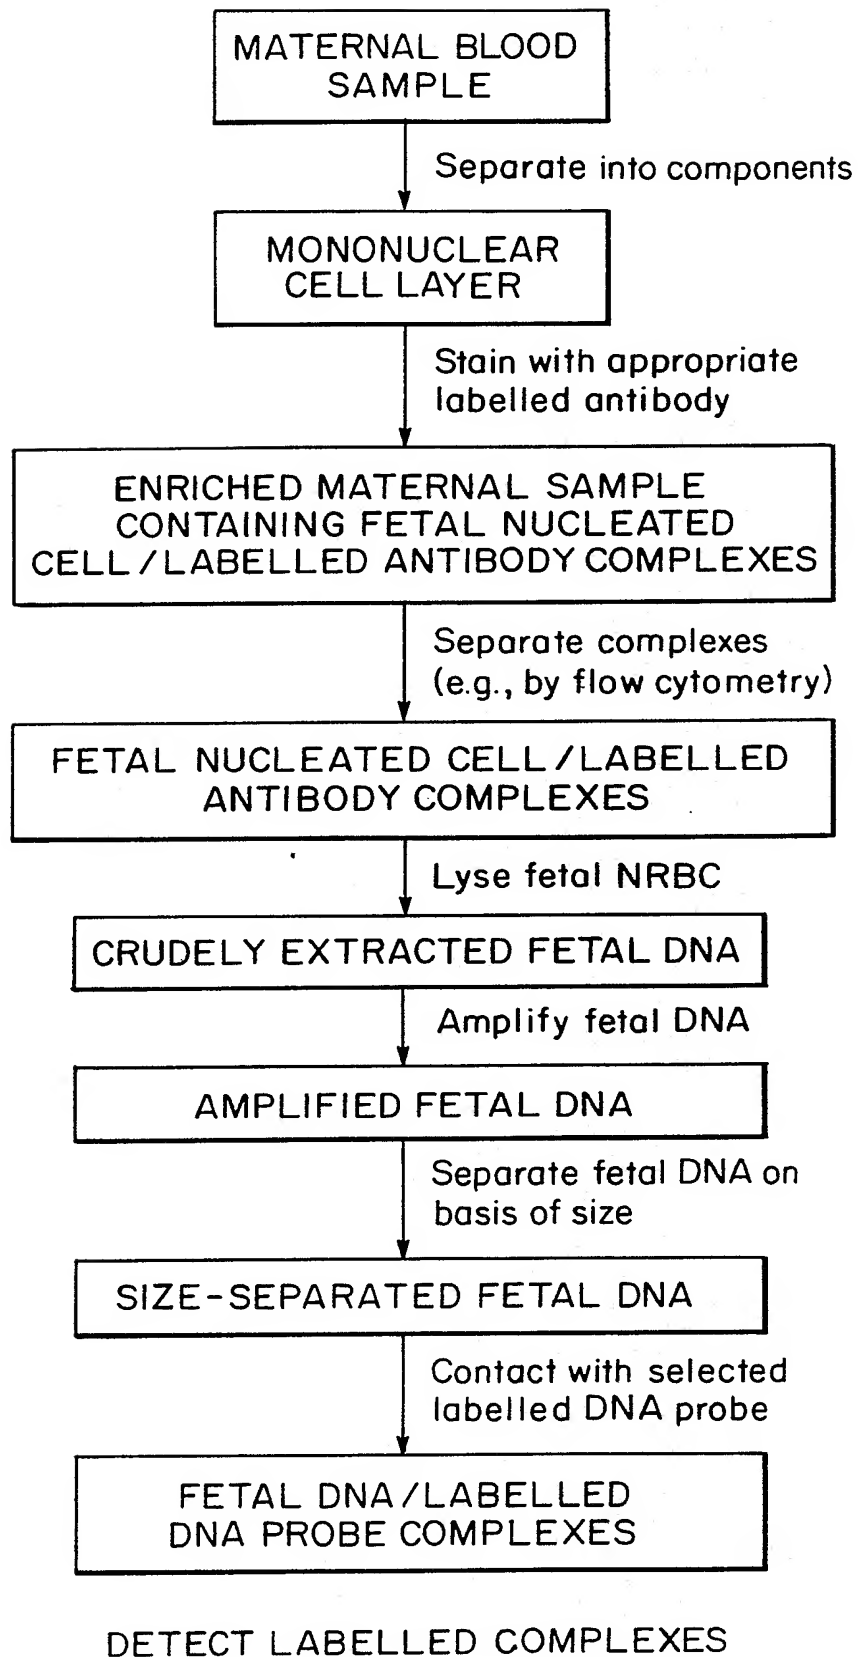 MATERNAL BLOOD
SAMPLE
Separate into components
MONONUCLEAR
CELL LAYER
Stain with appropriate
labelled antibody
ENRICHED MATERNAL SAMPLE
CONTAINING FETAL NUCLEATED
CELL/LABELLED ANTIBODY COMPLEXES
Separate complexes
(e.g., by flow cytometry)
FETAL NUCLEATED CELL/LABELLED
ANTIBODY COMPLEXES
Lyse fetal NRBC
CRUDELY EXTRACTED FETAL DNA
Amplify fetal DNA
AMPLIFIED FETAL DNA
Separate fetal DNA on
basis of size
SIZE-SEPARATED FETAL DNA
Contact with selected
labelled DNA probe
FETAL DNA/LABELLED
DNA PROBE COMPLEXES
DETECT LABELLED COMPLEXES